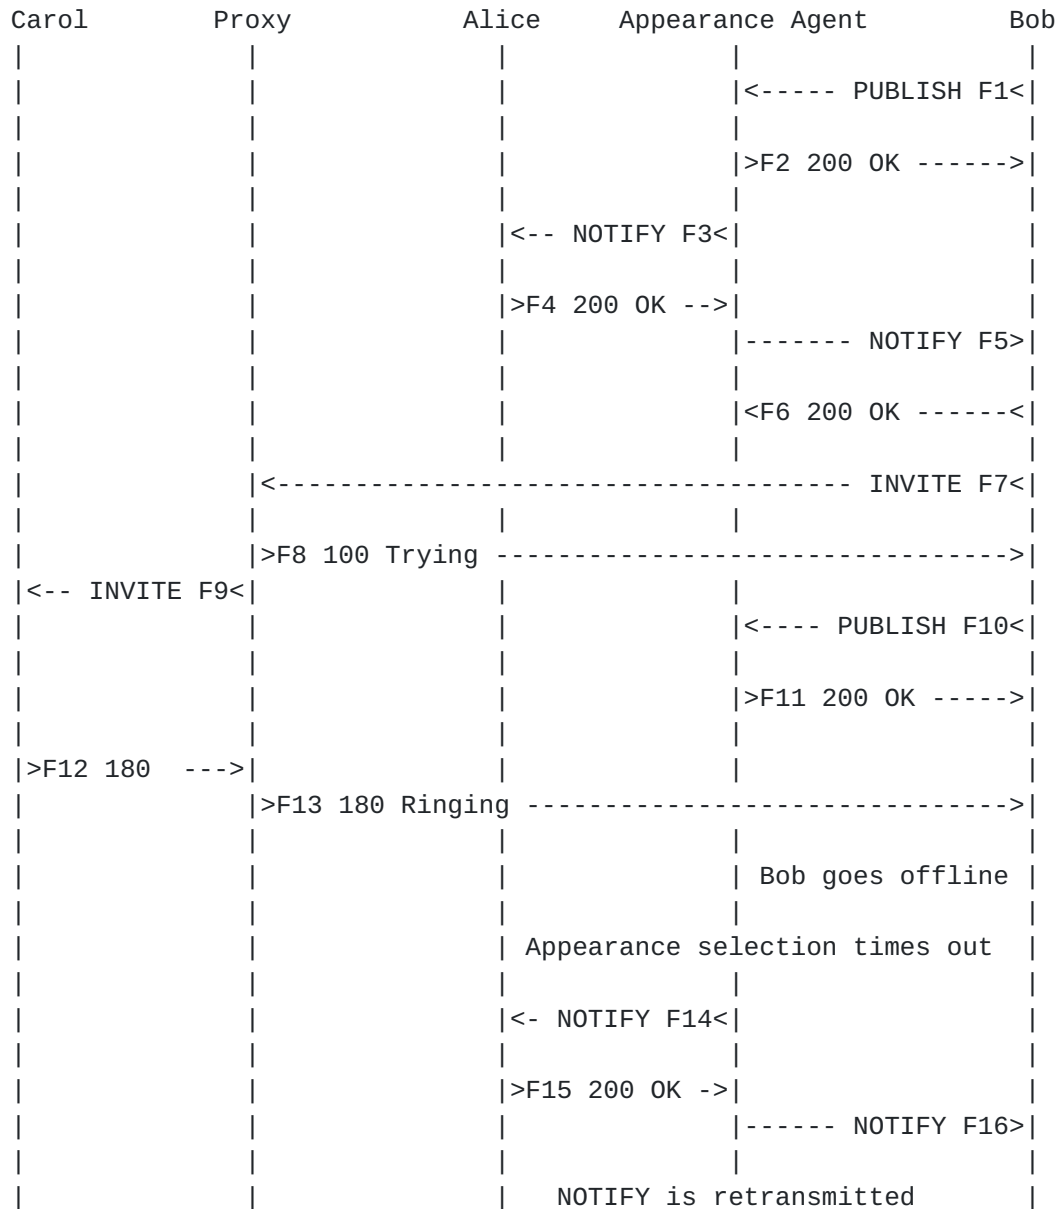 Carol        Proxy           Alice     Appearance Agent         Bob
|               |               |              |                  |
|               |               |              |<----- PUBLISH F1<|
|               |               |              |                  |
|               |               |              |>F2 200 OK ------>|
|               |               |              |                  |
|               |               |<-- NOTIFY F3<|                  |
|               |               |              |                  |
|               |               |>F4 200 OK -->|                  |
|               |               |              |------- NOTIFY F5>|
|               |               |              |                  |
|               |               |              |<F6 200 OK ------<|
|               |               |              |                  |
|               |<------------------------------------- INVITE F7<|
|               |               |              |                  |
|               |>F8 100 Trying --------------------------------->|
|<-- INVITE F9<|                |              |                  |
|               |               |              |<---- PUBLISH F10<|
|               |               |              |                  |
|               |               |              |>F11 200 OK ----->|
|               |               |              |                  |
|>F12 180  --->|                |              |                  |
|               |>F13 180 Ringing ------------------------------->|
|               |               |              |                  |
|               |               |              | Bob goes offline |
|               |               |              |                  |
|               |               | Appearance selection times out  |
|               |               |              |                  |
|               |               |<- NOTIFY F14<|                  |
|               |               |              |                  |
|               |               |>F15 200 OK ->|                  |
|               |               |              |------ NOTIFY F16>|
|               |               |              |                  |
|               |               |   NOTIFY is retransmitted       |